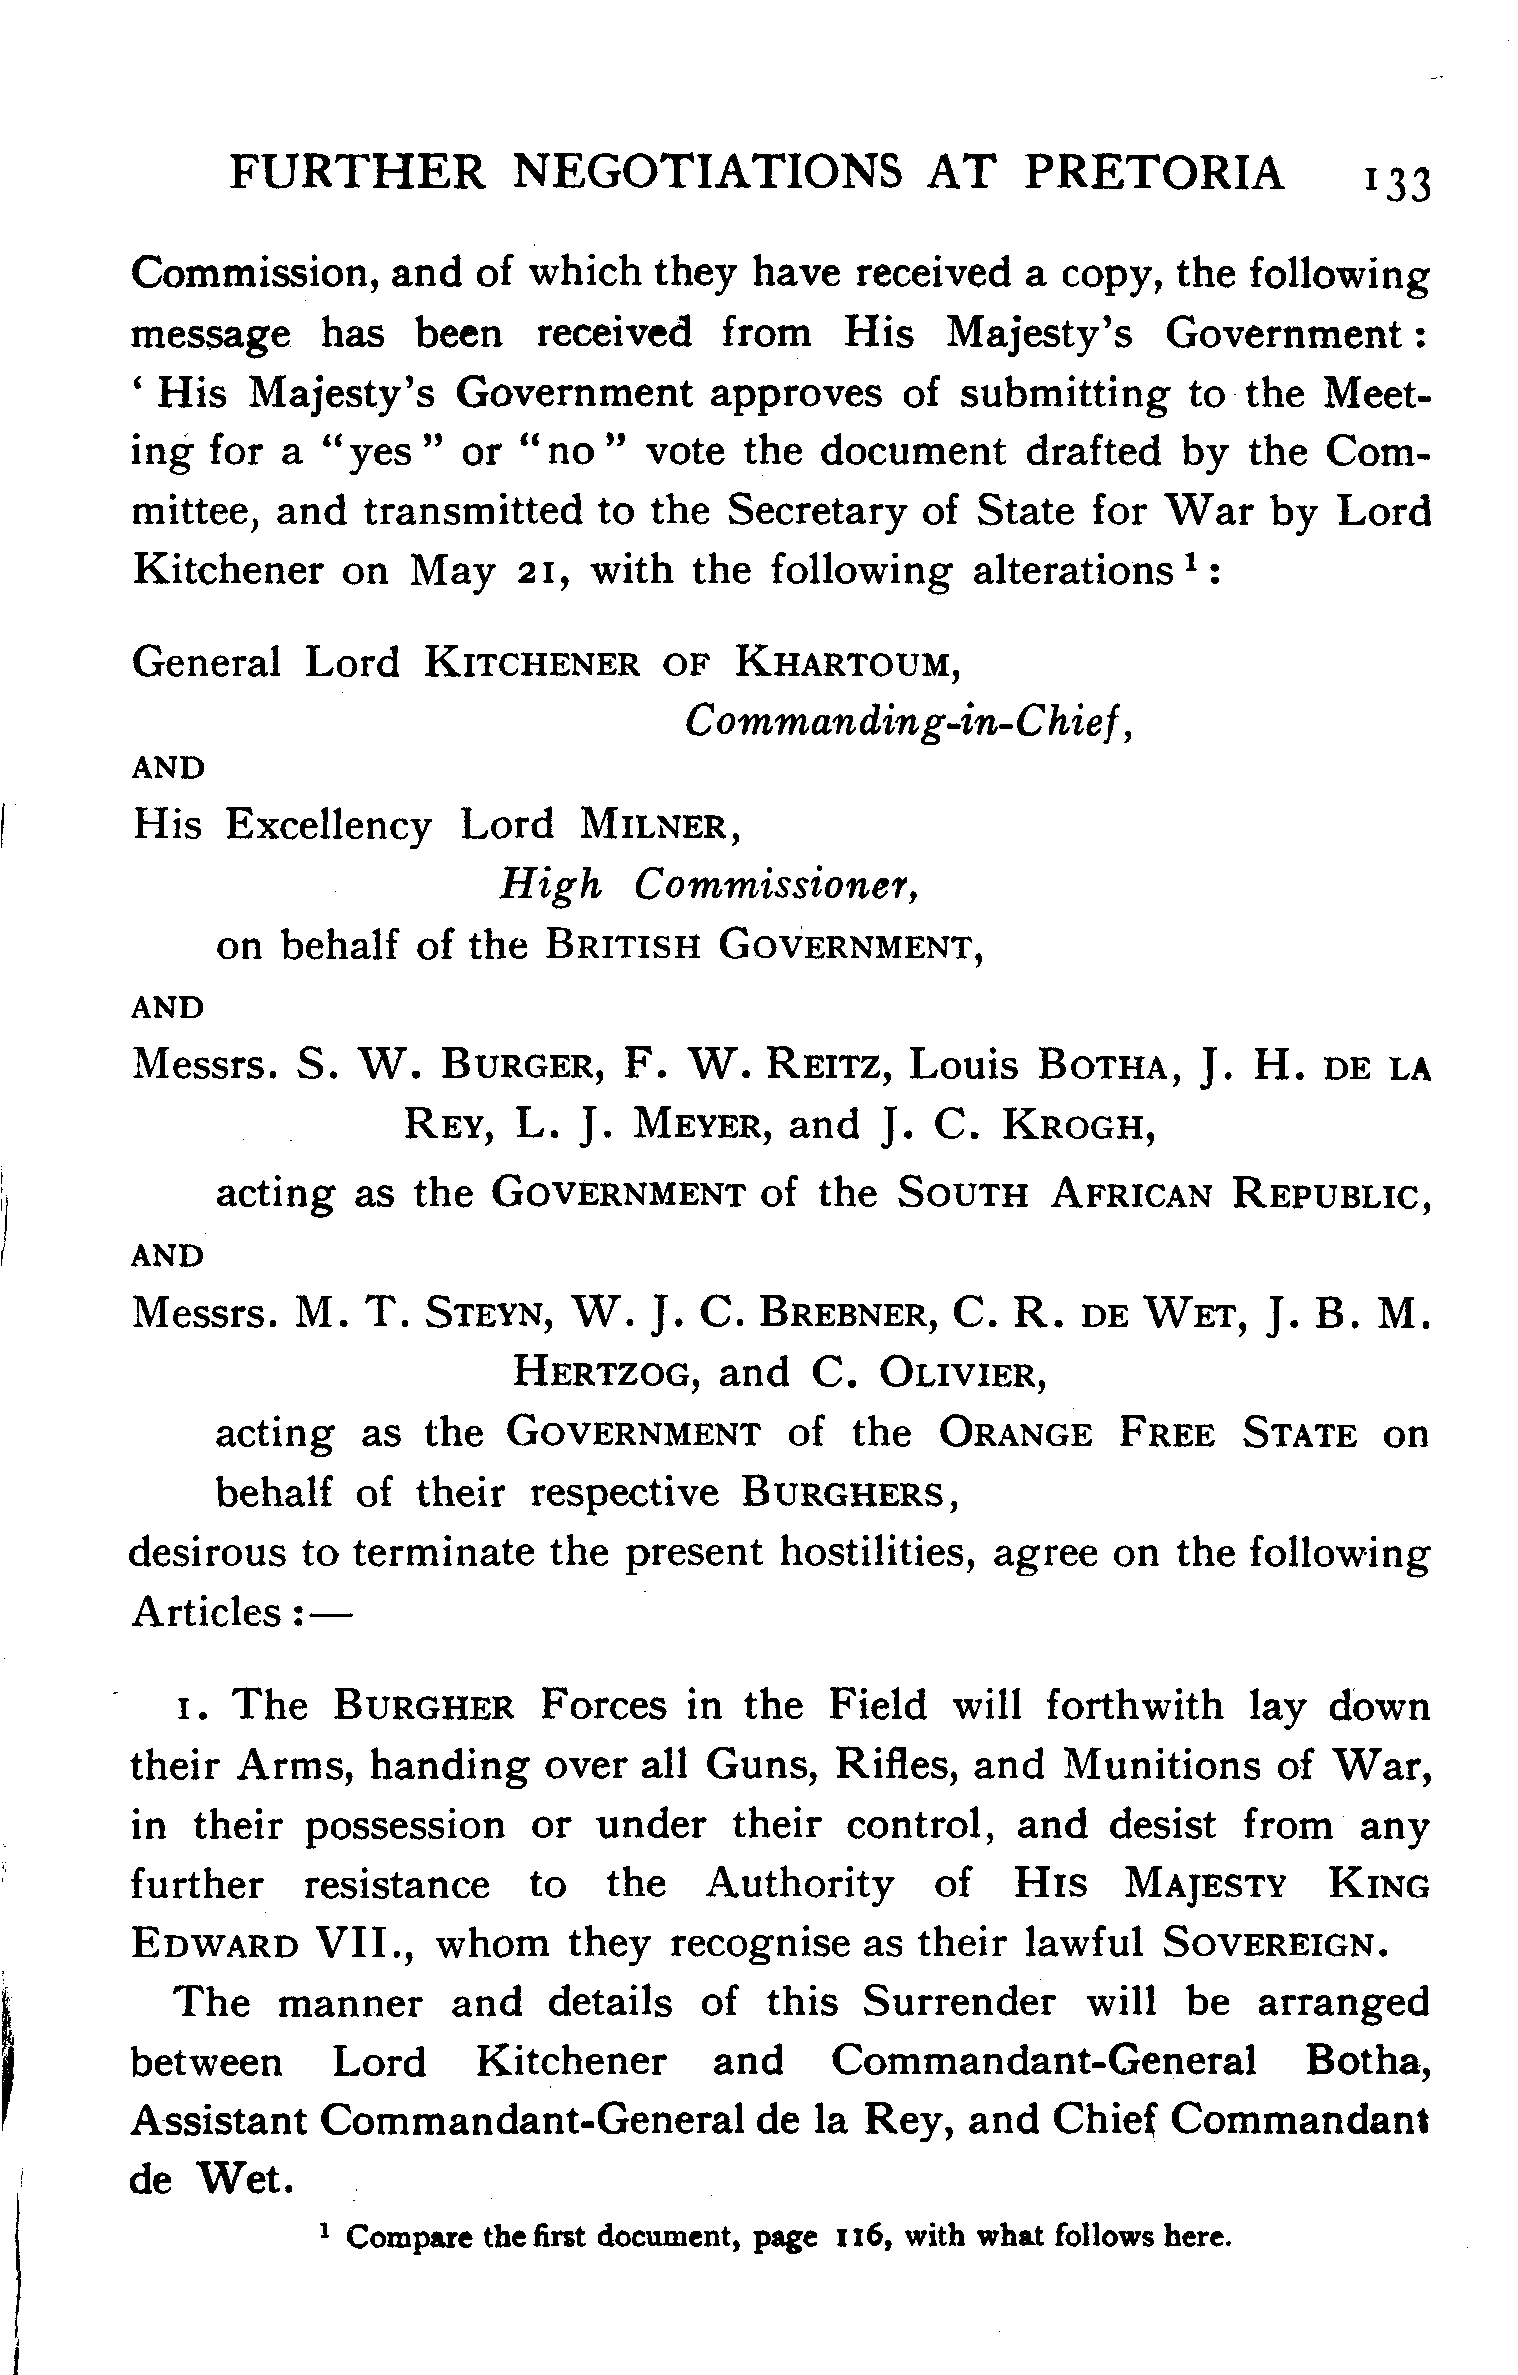 FURTHER NEGOTIATIONS AT PRETORIA 133
Commission, and of which they have received a copy, the following
message has been received from His Majesty's Government :
‘ His Majesty's Government approves of submitting to the Meet-
ing for a “yes” or “no” vote the document drafted by the Com-
mittee, and transmitted to the Secretary of State for War by Lord
Kitchener on May 21, with the following alterations ¹ :
General Lord KITCHENER OF KHARTOUM,
Commanding-in-Chief,
AND
His Excellency Lord MILNER,
High Commissioner,
on behalf of the BRITISH GOVERNMENT,
AND
Messrs. S. W. BURGER, F. W. REITZ, Louis BOTHA, J. H. DE LA
REY, L. J. MEYER, and J. C. KROGH,
acting as the GOVERNMENT of the SOUTH AFRICAN REPUBLIC,
AND
Messrs. M. T. STEYN, W. J. C. BREBNER, C. R. DE WET, J. B. M.
HERTZOG, and C. OLIVIER,
acting as the GOVERNMENT of the ORANGE FREE STATE on
behalf of their respective BURGHERS,
desirous to terminate the present hostilities, agree on the following
Articles :—
1. The BURGHER Forces in the Field will forthwith lay down
their Arms, handing over all Guns, Rifles, and Munitions of War,
in their possession or under their control, and desist from any
further resistance to the Authority of HIS MAJESTY KING
EDWARD VII., whom they recognise as their lawful SOVEREIGN.
The manner and details of this Surrender will be arranged
between Lord Kitchener and Commandant-General Botha,
Assistant Commandant-General de la Rey, and Chief Commandant
de Wet.
¹ Compare the first document, page 116, with what follows here.